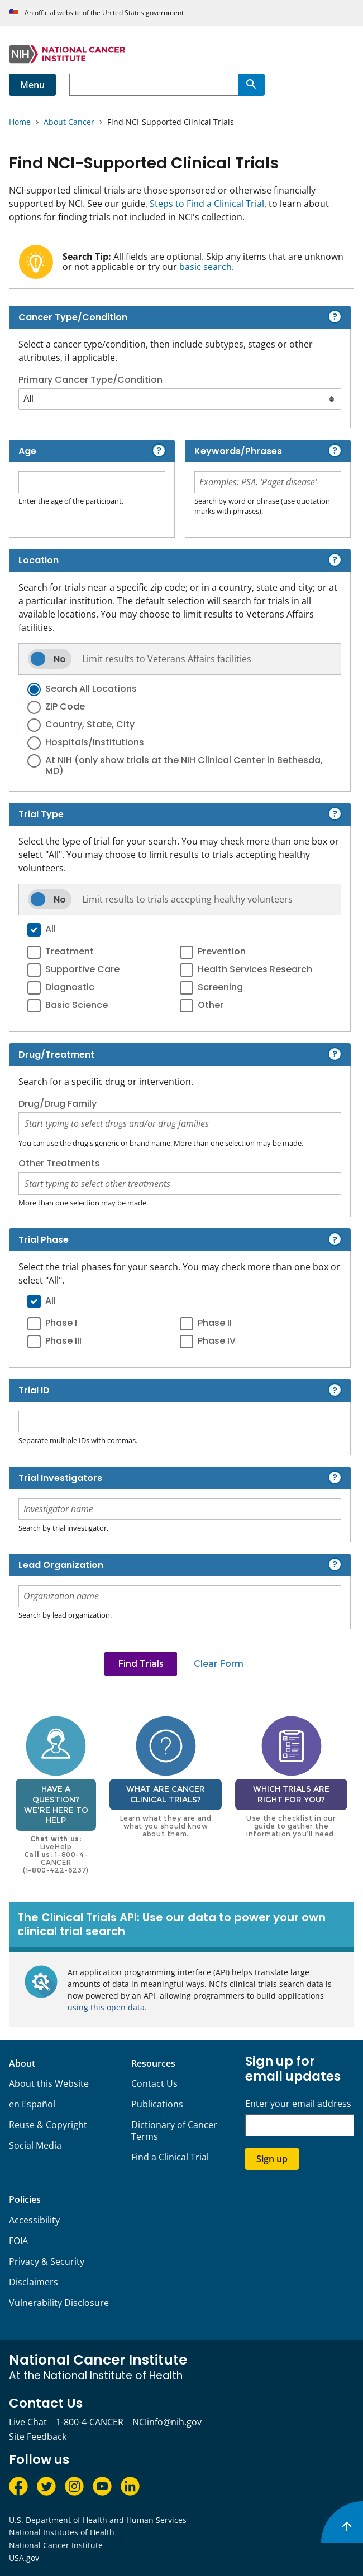 An official website of the United States government
NIH NATIONAL CANCER
INSTITUTE
Menu
Home > About Cancer > Find NCI-Supported Clinical Trials
Find NCI-Supported Clinical Trials
NCI-supported clinical trials are those sponsored or otherwise financially
supported by NCI. See our guide, Steps to Find a Clinical Trial, to learn about
options for finding trials not included in NCI's collection.
Search Tip: All fields are optional. Skip any items that are unknown
or not applicable or try our basic search.
Cancer Type/Condition ?
Select a cancer type/condition, then include subtypes, stages or other
attributes, if applicable.
Primary Cancer Type/Condition
All
Age ?
Enter the age of the participant.
Keywords/Phrases ?
Examples: PSA, 'Paget disease'
Search by word or phrase (use quotation
marks with phrases).
Location ?
Search for trials near a specific zip code; or in a country, state and city; or at
a particular institution. The default selection will search for trials in all
available locations. You may choose to limit results to Veterans Affairs
facilities.
No Limit results to Veterans Affairs facilities
Search All Locations
ZIP Code
Country, State, City
Hospitals/Institutions
At NIH (only show trials at the NIH Clinical Center in Bethesda,
MD)
Trial Type ?
Select the type of trial for your search. You may check more than one box or
select "All". You may choose to limit results to trials accepting healthy
volunteers.
No Limit results to trials accepting healthy volunteers
All
Treatment Prevention
Supportive Care Health Services Research
Diagnostic Screening
Basic Science Other
Drug/Treatment ?
Search for a specific drug or intervention.
Drug/Drug Family
Start typing to select drugs and/or drug families
You can use the drug's generic or brand name. More than one selection may be made.
Other Treatments
Start typing to select other treatments
More than one selection may be made.
Trial Phase ?
Select the trial phases for your search. You may check more than one box or
select "All".
All
Phase I Phase II
Phase III Phase IV
Trial ID ?
Separate multiple IDs with commas.
Trial Investigators ?
Investigator name
Search by trial investigator.
Lead Organization ?
Organization name
Search by lead organization.
Find Trials Clear Form
HAVE A
QUESTION?
WE'RE HERE TO
HELP
Chat with us:
LiveHelp
Call us: 1-800-4-
CANCER
(1-800-422-6237)
?
WHAT ARE CANCER
CLINICAL TRIALS?
Learn what they are and
what you should know
about them.
WHICH TRIALS ARE
RIGHT FOR YOU?
Use the checklist in our
guide to gather the
information you'll need.
The Clinical Trials API: Use our data to power your own
clinical trial search
An application programming interface (API) helps translate large
amounts of data in meaningful ways. NCI's clinical trials search data is
now powered by an API, allowing programmers to build applications
using this open data.
About
About this Website
en Español
Reuse & Copyright
Social Media
Resources
Contact Us
Publications
Dictionary of Cancer
Terms
Find a Clinical Trial
Sign up for
email updates
Enter your email address
Sign up
Policies
Accessibility
FOIA
Privacy & Security
Disclaimers
Vulnerability Disclosure
National Cancer Institute
At the National Institute of Health
Contact Us
Live Chat 1-800-4-CANCER NCIinfo@nih.gov
Site Feedback
Follow us
U.S. Department of Health and Human Services
National Institutes of Health
National Cancer Institute
USA.gov